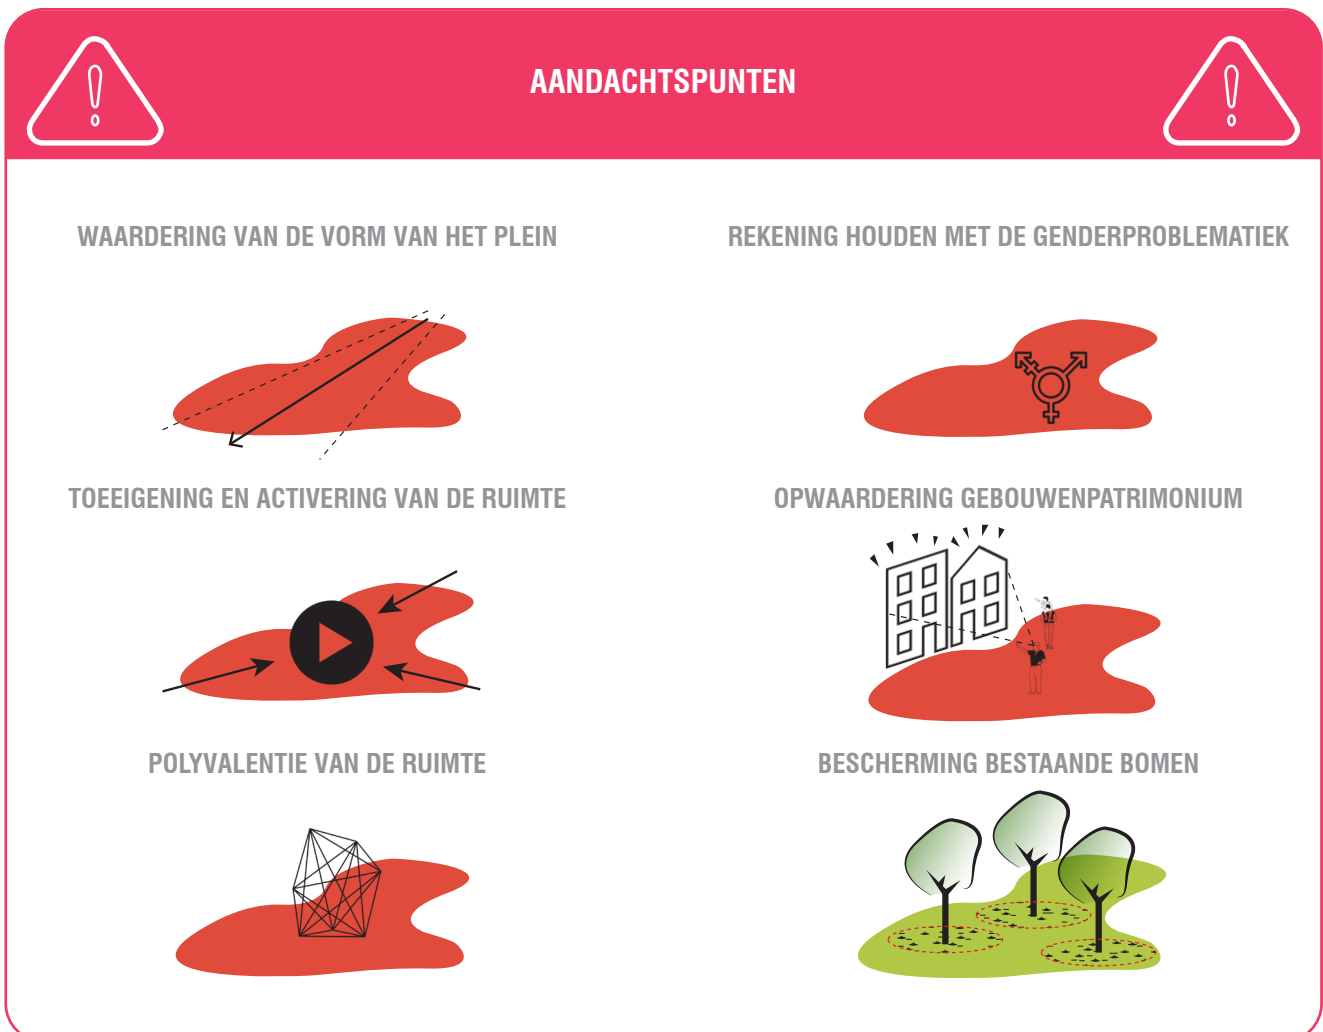 AANDACHTSPUNTEN
WAARDERING VAN DE VORM VAN HET PLEIN
REKENING HOUDEN MET DE GENDERPROBLEMATIEK
TOEEIGENING EN ACTIVERING VAN DE RUIMTE
OPWAARDERING GEBOUWENPATRIMONIUM
POLYVALENTIE VAN DE RUIMTE
BESCHERMING BESTAANDE BOMEN